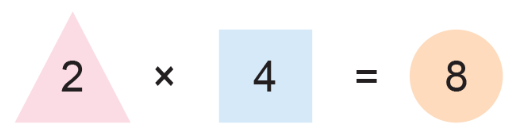 2 × 4 = 8